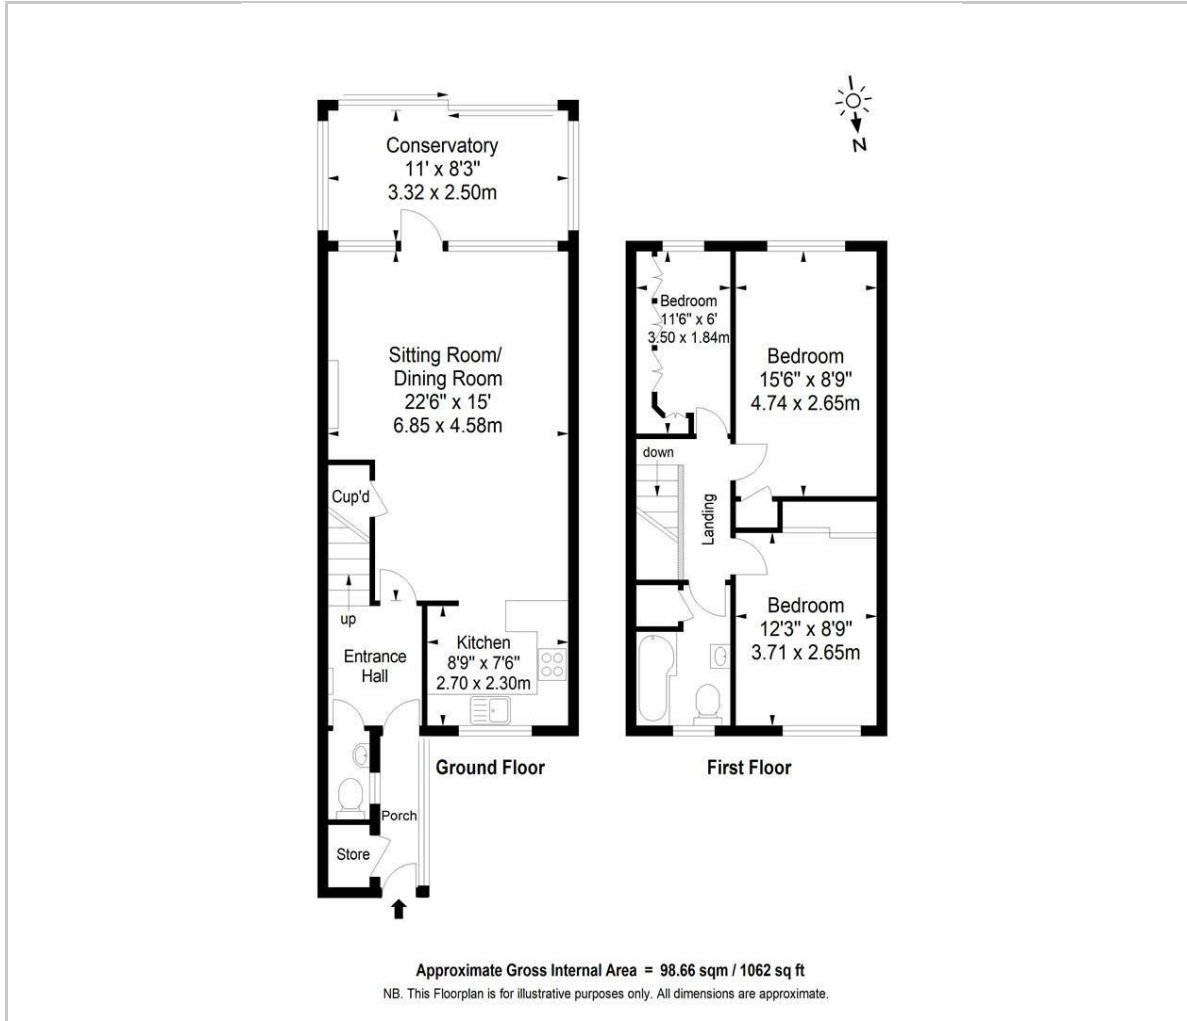 N
Conservatory
11' x 8'3"
3.32 x 2.50m
Sitting Room/
Dining Room
22'6" x 15'
6.85 x 4.58m
Cup'd
up
Entrance
Hall
Kitchen
8'9" x 7'6"
2.70 x 2.30m
Porch
Store
Ground Floor
Bedroom
11'6" x 6'
3.50 x 1.84m
Bedroom
15'6" x 8'9"
4.74 x 2.65m
down
Landing
Bedroom
12'3" x 8'9"
3.71 x 2.65m
First Floor
Approximate Gross Internal Area = 98.66 sqm / 1062 sq ft
NB. This Floorplan is for illustrative purposes only. All dimensions are approximate.